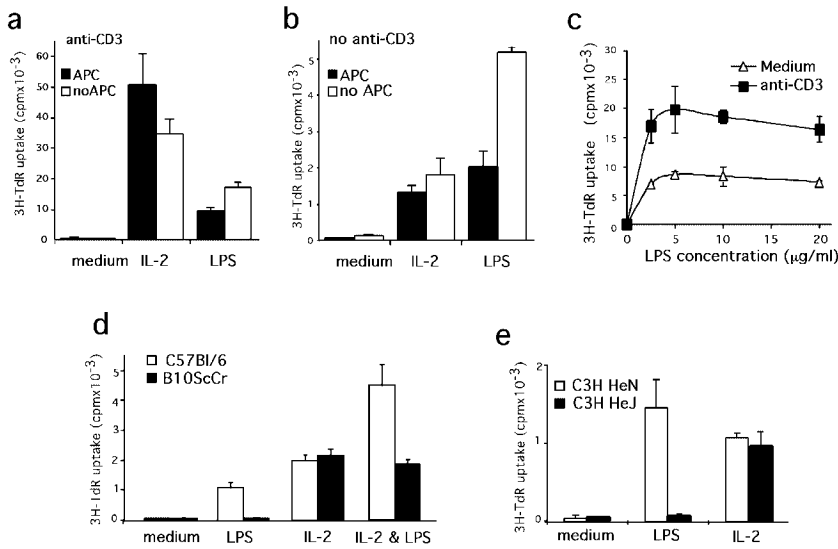 a
anti-CD3
APC
noAPC
3H-TdR uptake (cpmx10-3)
60
50
40
30
20
10
0
medium IL-2 LPS
b
no anti-CD3
APC
no APC
3H-TdR uptake (cpmx10-3)
6
5
4
2
1
0
medium IL-2 LPS
c
Medium
anti-CD3
3H-TdR uptake (cpmx10-3)
30
25
20
15
10
5
0
0 5 10 15 20
LPS concentration (μg/ml)
d
C57Bl/6
B10ScCr
3H-TdR uptake (cpmx10-3)
5
4
3
2
1
0
medium LPS IL-2 IL-2 & LPS
e
C3H HeN
C3H HeJ
3H-TdR uptake (cpmx10-3)
2
1
0
medium LPS IL-2